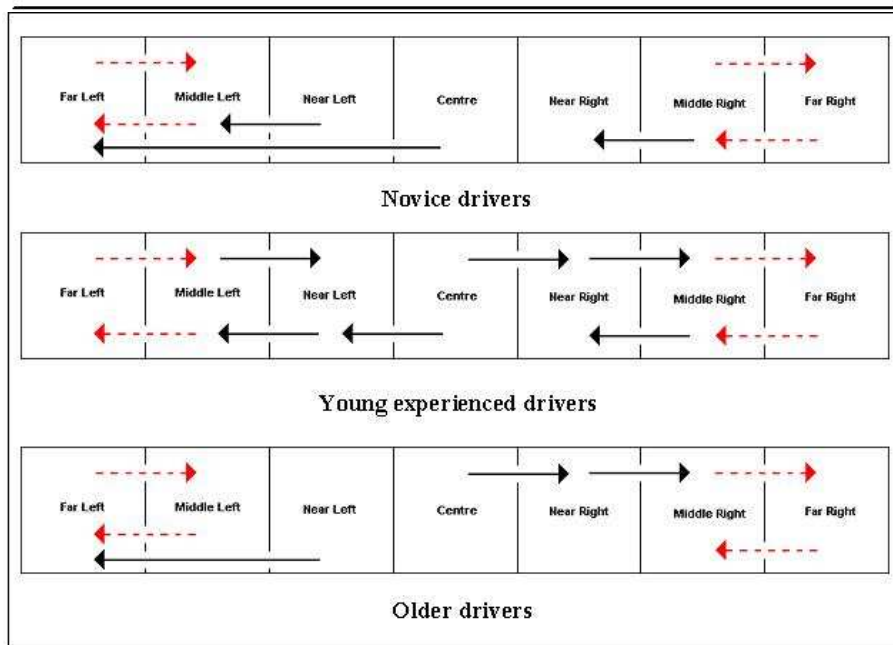 Far Left Middle Left Near Left Centre Near Right Middle Right Far Right
Novice drivers
Far Left Middle Left Near Left Centre Near Right Middle Right Far Right
Young experienced drivers
Far Left Middle Left Near Left Centre Near Right Middle Right Far Right
Older drivers